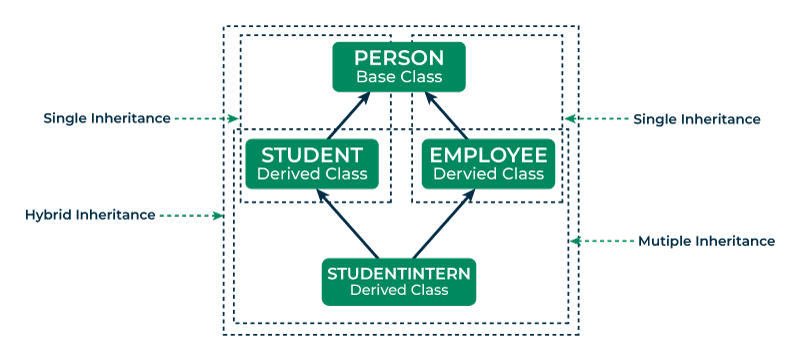 PERSON
Base Class
Single Inheritance
Single Inheritance
STUDENT
Derived Class
EMPLOYEE
Dervied Class
Hybrid Inheritance
Mutiple Inheritance
STUDENTINTERN
Derived Class